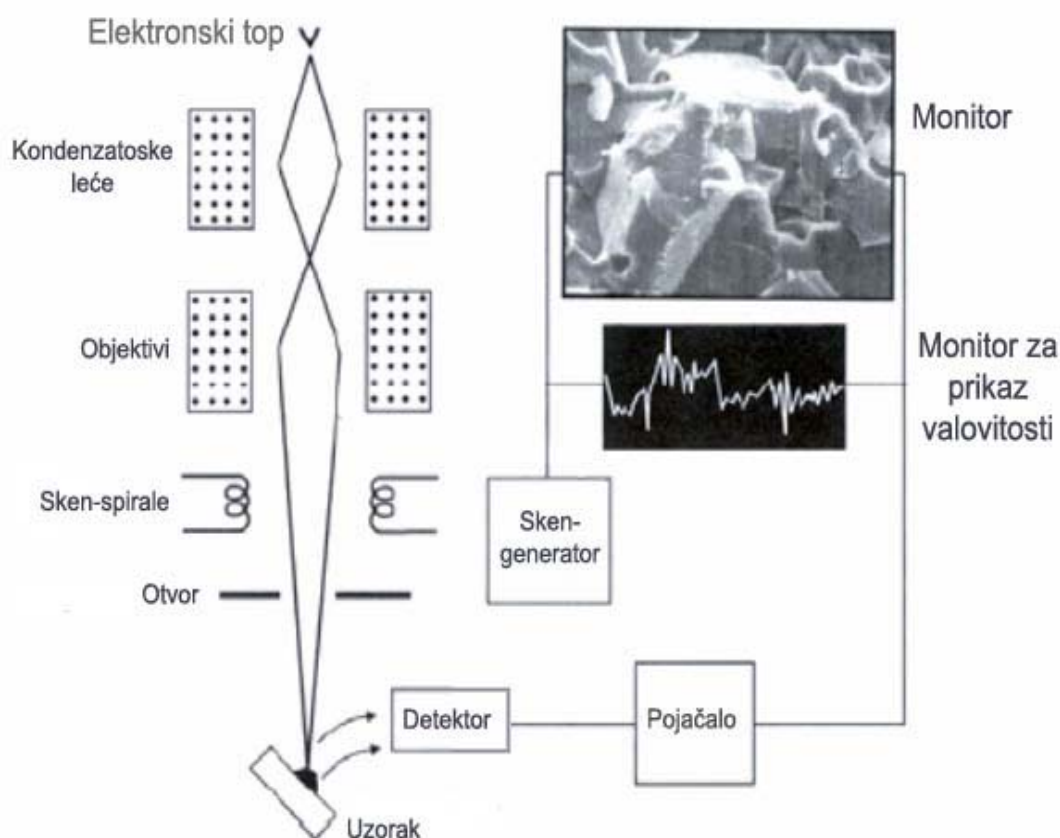 Elektronski top
Kondenzatoske
leće
Objektivi
Sken-spirale
Otvor
Uzorak
Detektor
Pojačalo
Sken-
generator
Monitor
Monitor za
prikaz
valovitosti